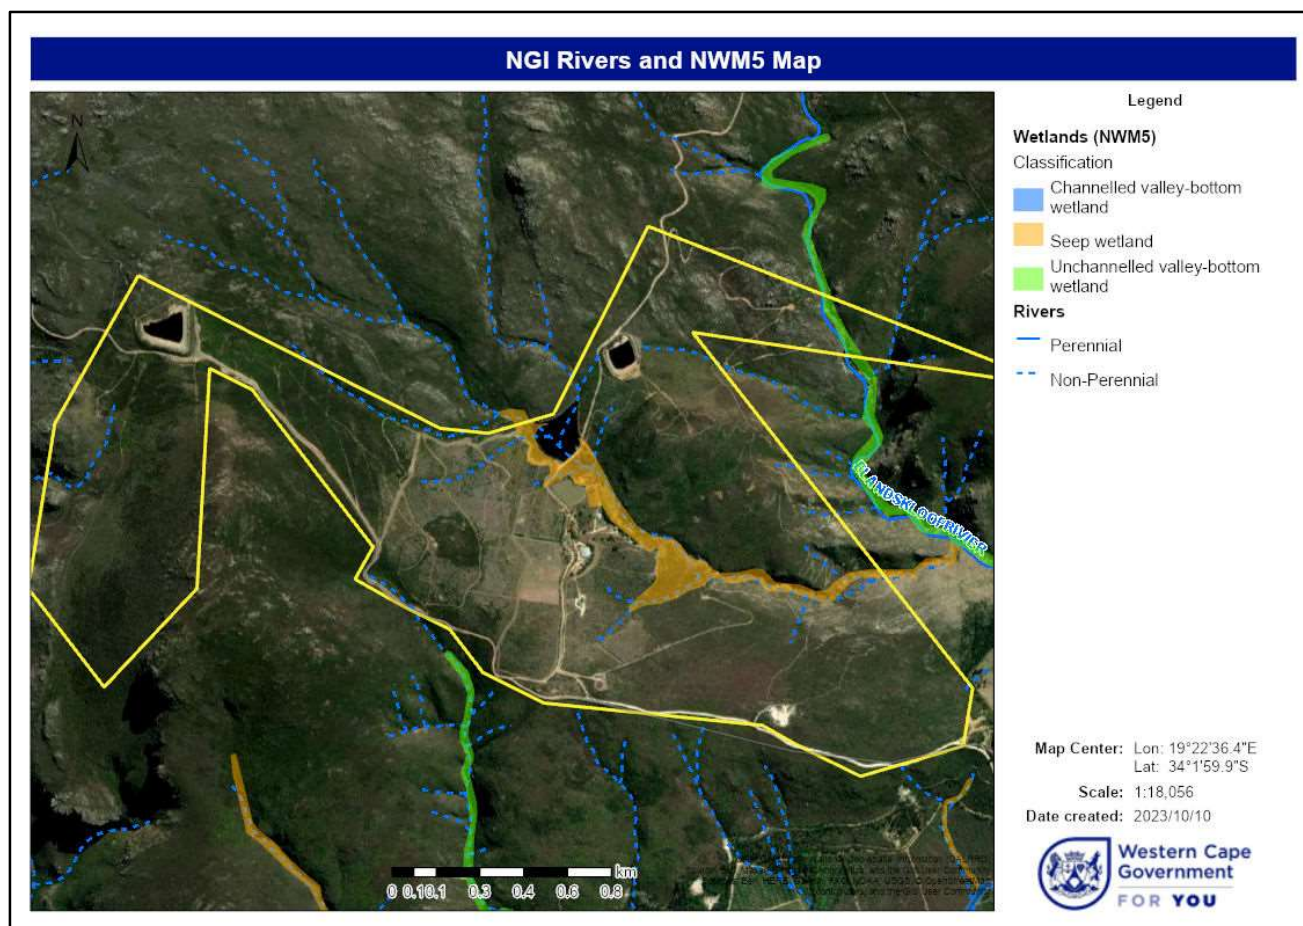 NGI Rivers and NWM5 Map
N
Legend
Wetlands (NWM5)
Classification
Channelled valley-bottom
wetland
Seep wetland
Unchannelled valley-bottom
wetland
Rivers
Perennial
Non-Perennial
ELANDSKLOOFRIVIER
Map Center: Lon: 19°22'36.4"E
Lat: 34°1'59.9"S
Scale: 1:18,056
Date created: 2023/10/10
km
0 0.10.1 0.3 0.4 0.6 0.8
Western Cape
Government
FOR YOU